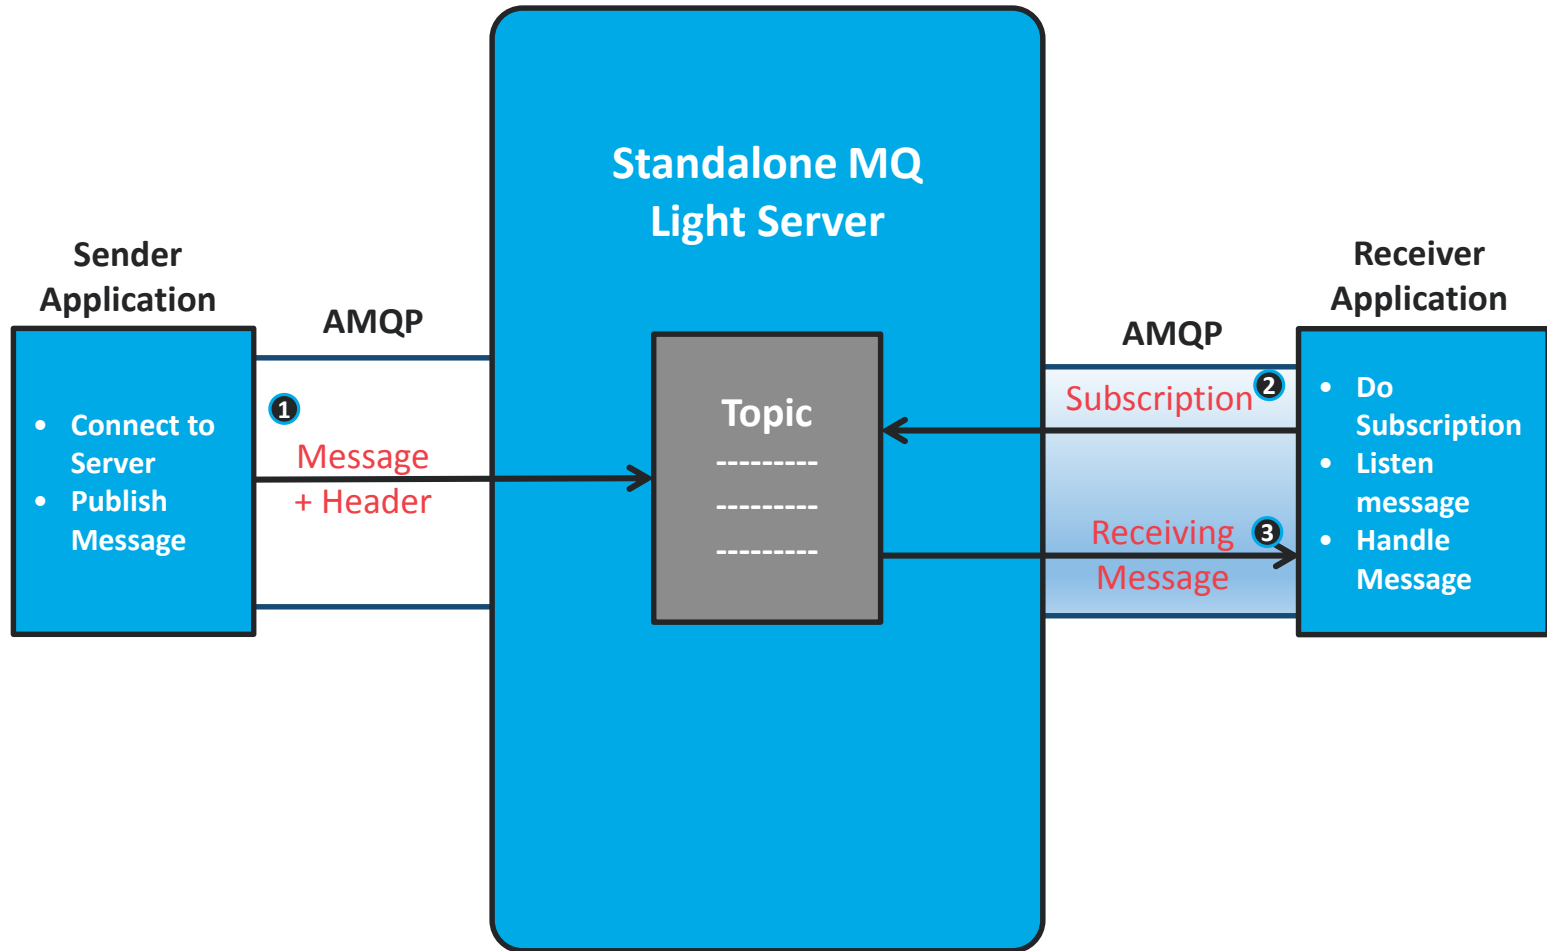 Standalone MQ
Light Server
Sender
Application
AMQP
• Connect to
Server
• Publish
Message
1
Message
+ Header
Topic
---------
---------
---------
AMQP
Subscription 2
Receiving 3
Message
Receiver
Application
• Do
Subscription
• Listen
message
• Handle
Message